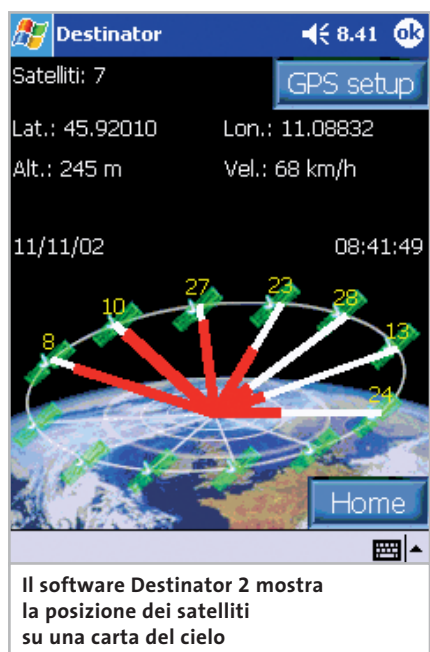 Destinator 8.41 ok
Satelliti: 7
GPS setup
Lat.: 45.92010 Lon.: 11.08832
Alt.: 245 m Vel.: 68 km/h
11/11/02 08:41:49
8
10
27
23
28
13
24
Home
Il software Destinator 2 mostra
la posizione dei satelliti
su una carta del cielo